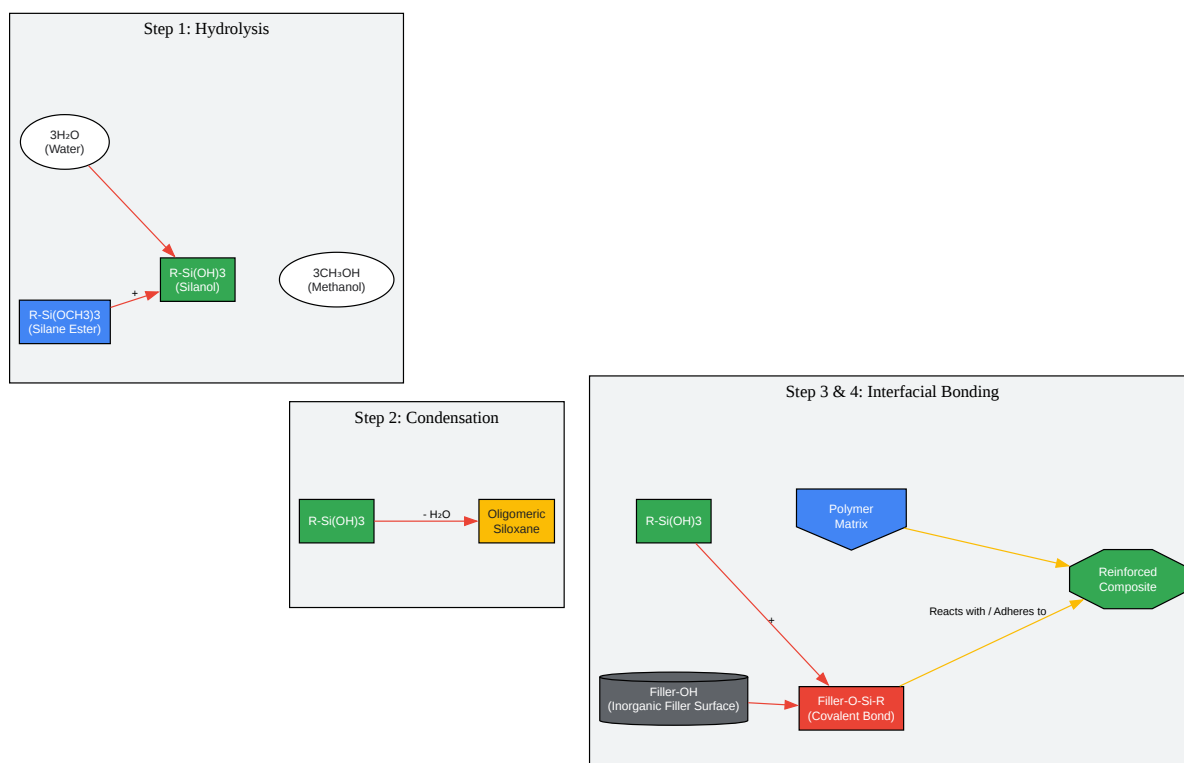 Step 1: Hydrolysis
3H₂O
(Water)
R-Si(OH)3
(Silanol)
3CH₃OH
(Methanol)
+
R-Si(OCH3)3
(Silane Ester)
Step 2: Condensation
R-Si(OH)3
- H₂O
Oligomeric
Siloxane
Step 3 & 4: Interfacial Bonding
R-Si(OH)3
Polymer
Matrix
Reinforced
Composite
Reacts with / Adheres to
+
Filler-OH
(Inorganic Filler Surface)
Filler-O-Si-R
(Covalent Bond)